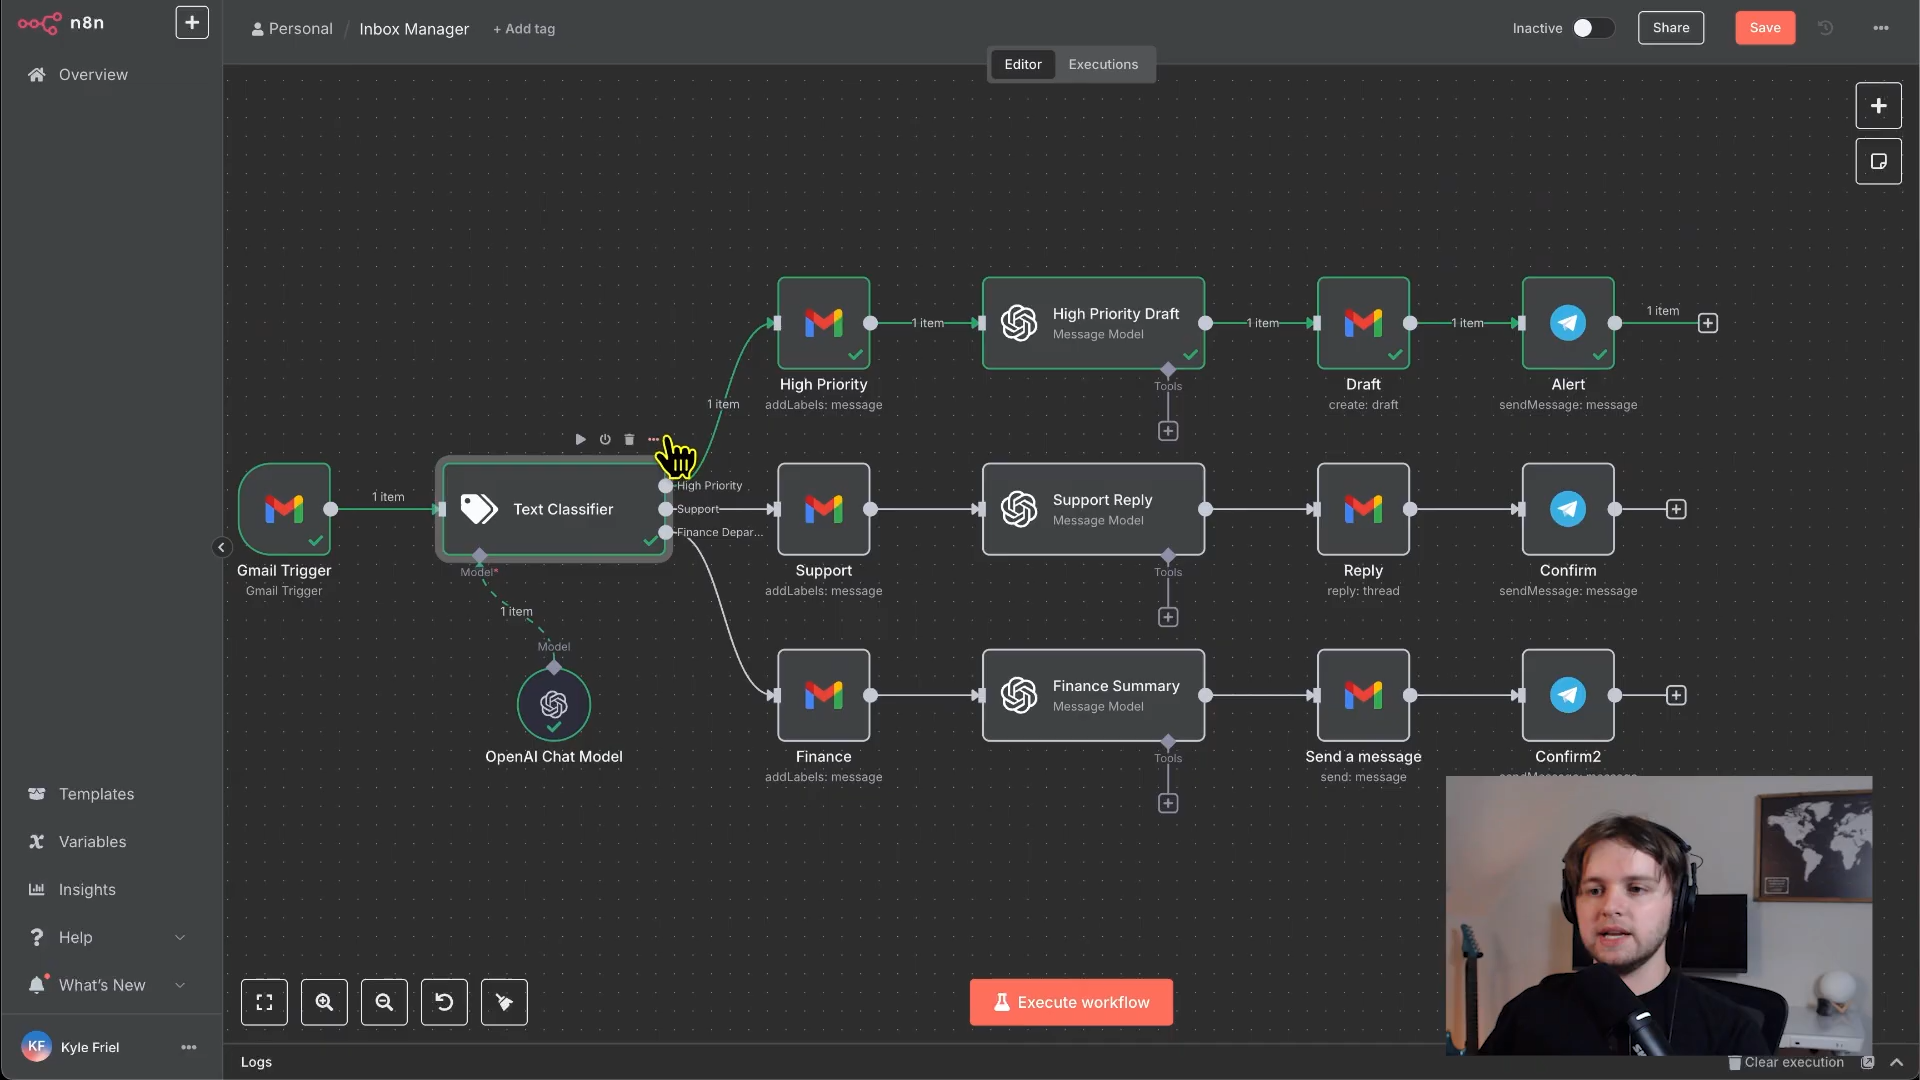 n8n
Personal / Inbox Manager + Add tag
Inactive
Share
Save
Editor
Executions
Overview
1 item
1 item
1 item
1 item
High Priority Draft
Message Model
High Priority
addLabels: message
Tools
Draft
create: draft
Alert
sendMessage: message
1 item
1 item
Text Classifier
High Priority
Support
Finance Depar...
Model*
Gmail Trigger
Gmail Trigger
Support Reply
Message Model
Support
addLabels: message
Tools
Reply
reply: thread
Confirm
sendMessage: message
1 item
Model
OpenAI Chat Model
Finance Summary
Message Model
Finance
addLabels: message
Tools
Send a message
send: message
Confirm2
Templates
Variables
Insights
Help
What's New
KF
Kyle Friel
Execute workflow
Logs
Clear execution